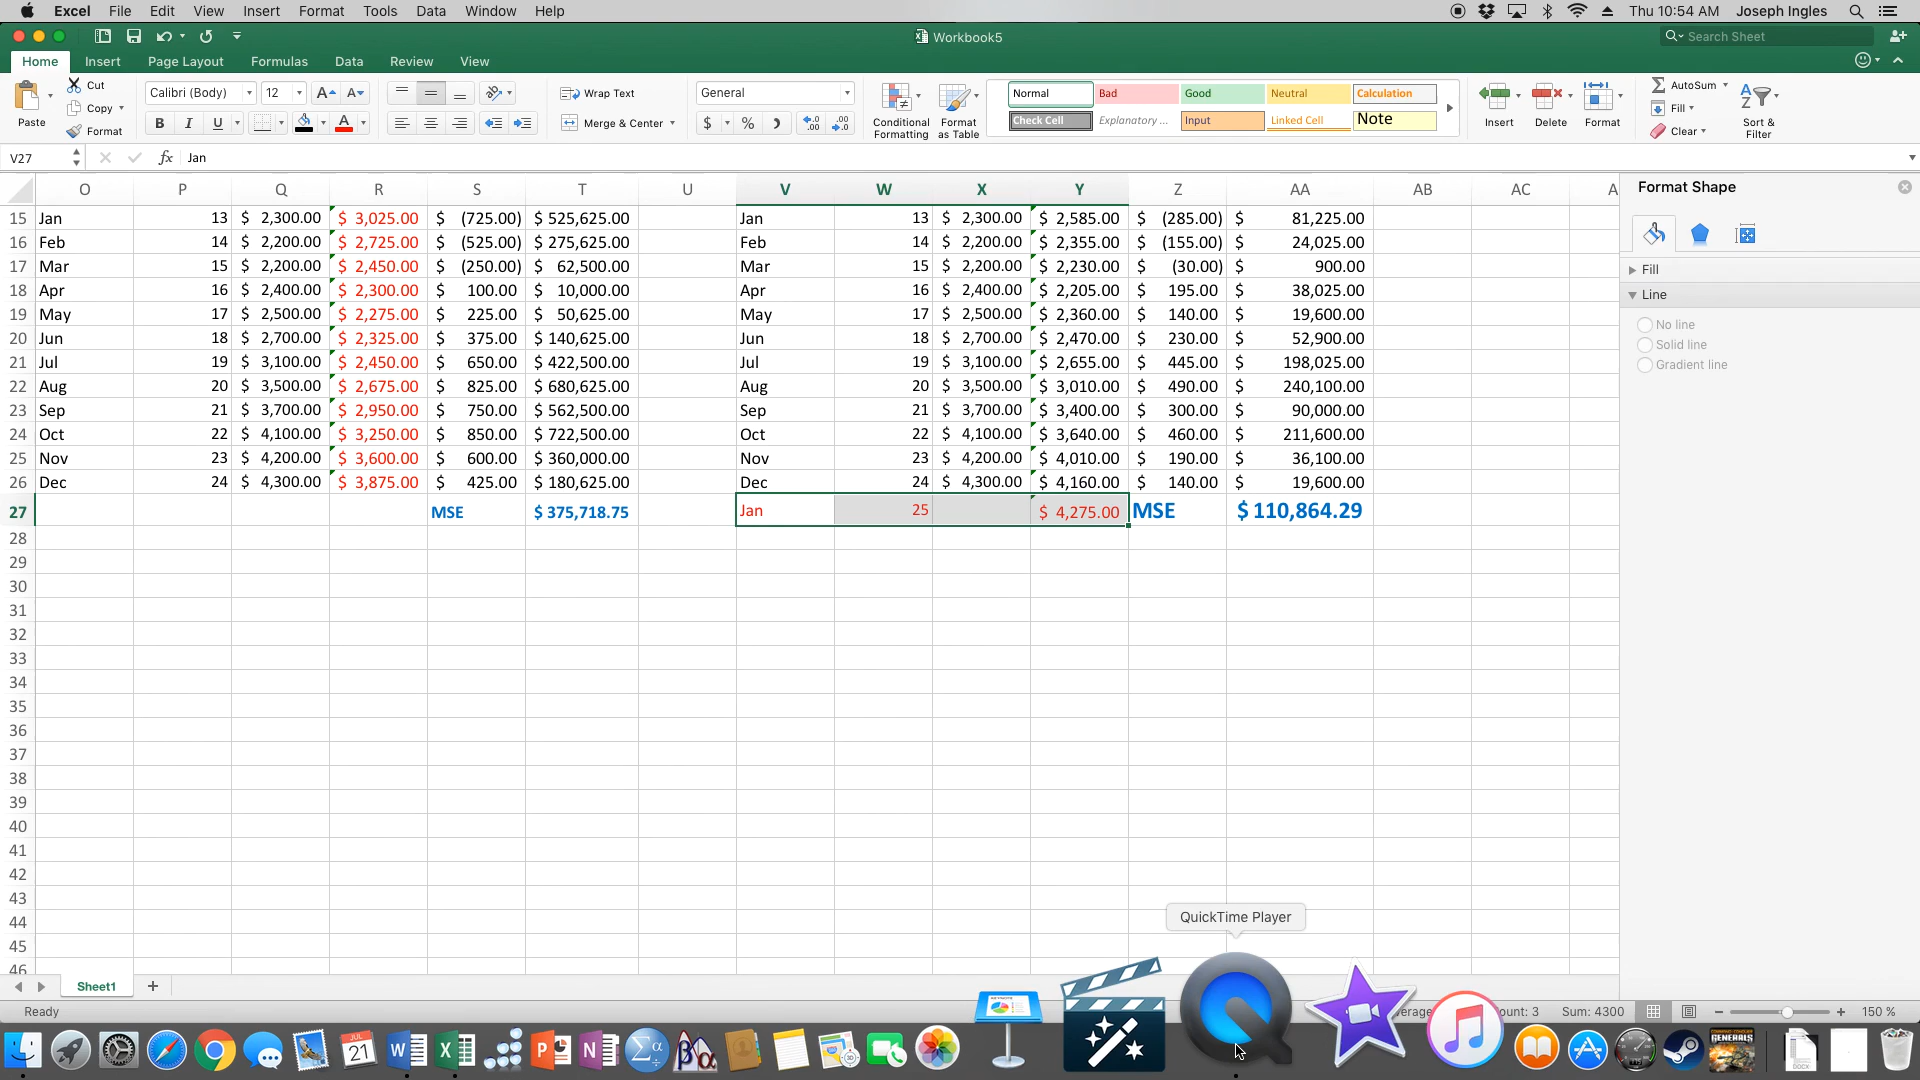 Excel File Edit View Insert Format Tools Data Window Help Thu 10:54 AM Joseph Ingles
Workbook5 Search Sheet
Home Insert Page Layout Formulas Data Review View
Cut Calibri (Body) 12 A A Wrap Text General Normal Bad Good Neutral Calculation AutoSum
Copy Fill
Paste Format B I U A Merge & Center $ % Conditional Formatting Format as Table Check Cell Explanatory ... Input Linked Cell Note Insert Delete Format Clear Sort & Filter
V27 fx Jan
O P Q R S T U V W X Y Z AA AB AC A
Format Shape
15 Jan 13 $ 2,300.00 $ 3,025.00 $ (725.00) $ 525,625.00 Jan 13 $ 2,300.00 $ 2,585.00 $ (285.00) $ 81,225.00
16 Feb 14 $ 2,200.00 $ 2,725.00 $ (525.00) $ 275,625.00 Feb 14 $ 2,200.00 $ 2,355.00 $ (155.00) $ 24,025.00
17 Mar 15 $ 2,200.00 $ 2,450.00 $ (250.00) $ 62,500.00 Mar 15 $ 2,200.00 $ 2,230.00 $ (30.00) $ 900.00
Fill
18 Apr 16 $ 2,400.00 $ 2,300.00 $ 100.00 $ 10,000.00 Apr 16 $ 2,400.00 $ 2,205.00 $ 195.00 $ 38,025.00
Line
19 May 17 $ 2,500.00 $ 2,275.00 $ 225.00 $ 50,625.00 May 17 $ 2,500.00 $ 2,360.00 $ 140.00 $ 19,600.00
No line
20 Jun 18 $ 2,700.00 $ 2,325.00 $ 375.00 $ 140,625.00 Jun 18 $ 2,700.00 $ 2,470.00 $ 230.00 $ 52,900.00
Solid line
21 Jul 19 $ 3,100.00 $ 2,450.00 $ 650.00 $ 422,500.00 Jul 19 $ 3,100.00 $ 2,655.00 $ 445.00 $ 198,025.00
Gradient line
22 Aug 20 $ 3,500.00 $ 2,675.00 $ 825.00 $ 680,625.00 Aug 20 $ 3,500.00 $ 3,010.00 $ 490.00 $ 240,100.00
23 Sep 21 $ 3,700.00 $ 2,950.00 $ 750.00 $ 562,500.00 Sep 21 $ 3,700.00 $ 3,400.00 $ 300.00 $ 90,000.00
24 Oct 22 $ 4,100.00 $ 3,250.00 $ 850.00 $ 722,500.00 Oct 22 $ 4,100.00 $ 3,640.00 $ 460.00 $ 211,600.00
25 Nov 23 $ 4,200.00 $ 3,600.00 $ 600.00 $ 360,000.00 Nov 23 $ 4,200.00 $ 4,010.00 $ 190.00 $ 36,100.00
26 Dec 24 $ 4,300.00 $ 3,875.00 $ 425.00 $ 180,625.00 Dec 24 $ 4,300.00 $ 4,160.00 $ 140.00 $ 19,600.00
27 MSE $ 375,718.75 Jan 25 $ 4,275.00 MSE $ 110,864.29
28
29
30
31
32
33
34
35
36
37
38
39
40
41
42
43
QuickTime Player
44
45
46
Sheet1 +
Ready ount: 3 Sum: 4300 150 %